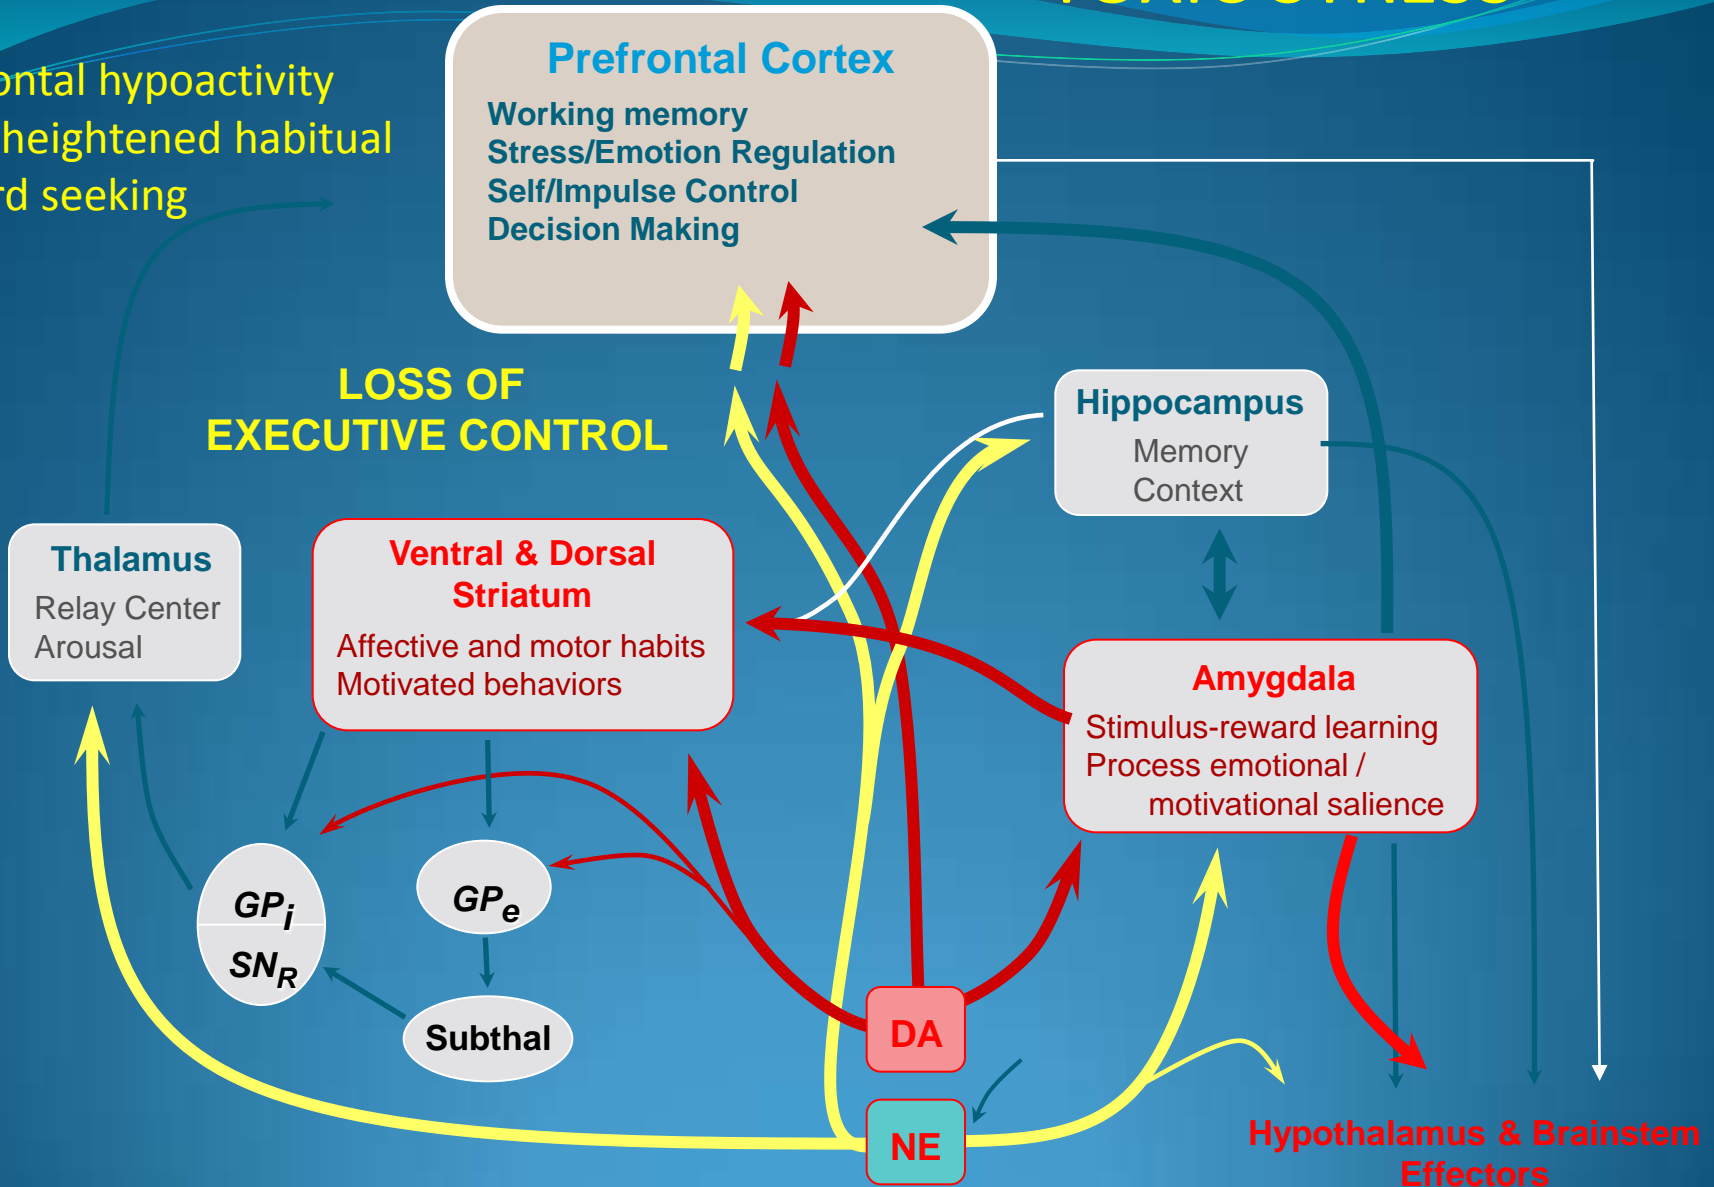 TOXIC STRESS
Prefrontal Cortex
Working memory
Stress/Emotion Regulation
Self/Impulse Control
Decision Making
ontal hypoactivity
heightened habitual
rd seeking
LOSS OF
EXECUTIVE CONTROL
Hippocampus
Memory
Context
Thalamus
Relay Center
Arousal
Ventral & Dorsal
Striatum
Affective and motor habits
Motivated behaviors
Amygdala
Stimulus-reward learning
Process emotional /
motivational salience
GPi
SNR
GPe
Subthal
DA
NE
Hypothalamus & Brainstem
Effectors